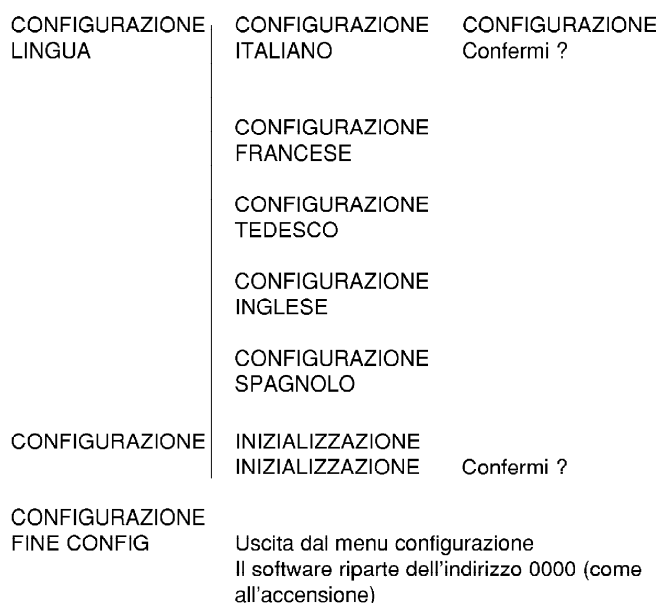 CONFIGURAZIONE CONFIGURAZIONE CONFIGURAZIONE
LINGUA ITALIANO Confermi ?
CONFIGURAZIONE
FRANCESE
CONFIGURAZIONE
TEDESCO
CONFIGURAZIONE
INGLESE
CONFIGURAZIONE
SPAGNOLO
CONFIGURAZIONE INIZIALIZZAZIONE
INIZIALIZZAZIONE Confermi ?
CONFIGURAZIONE
FINE CONFIG Uscita dal menu configurazione
Il software riparte dell'indirizzo 0000 (come
all'accensione)